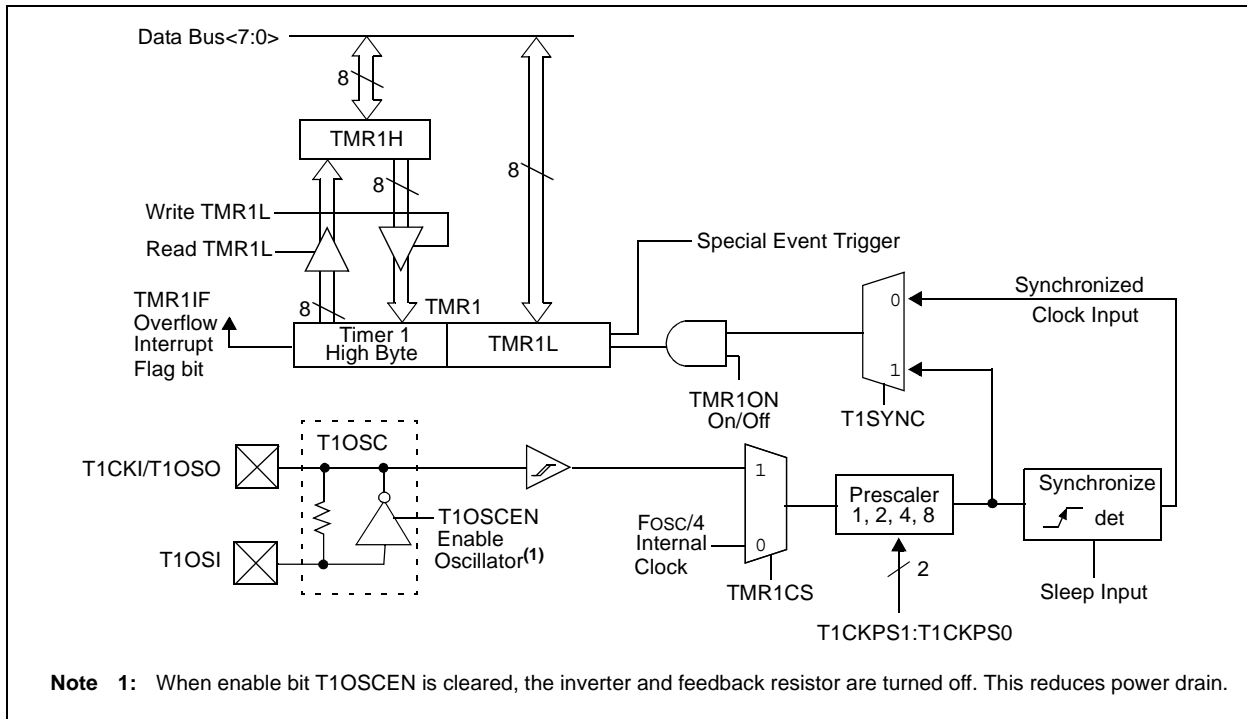 Data Bus<7:0>
8
TMR1H
8
8
Write TMR1L
Read TMR1L
Special Event Trigger
TMR1IF
Overflow
Interrupt
Flag bit
8
TMR1
Timer 1
High Byte
TMR1L
0
Synchronized
Clock Input
1
TMR1ON
On/Off
T1SYNC
T1OSC
T1CKI/T1OSO
1
Synchronize
det
Prescaler
1, 2, 4, 8
T1OSCEN
Enable
Oscillator(1)
FOSC/4
Internal
Clock
0
T1OSI
TMR1CS
2
Sleep Input
T1CKPS1:T1CKPS0
Note 1: When enable bit T1OSCEN is cleared, the inverter and feedback resistor are turned off. This reduces power drain.